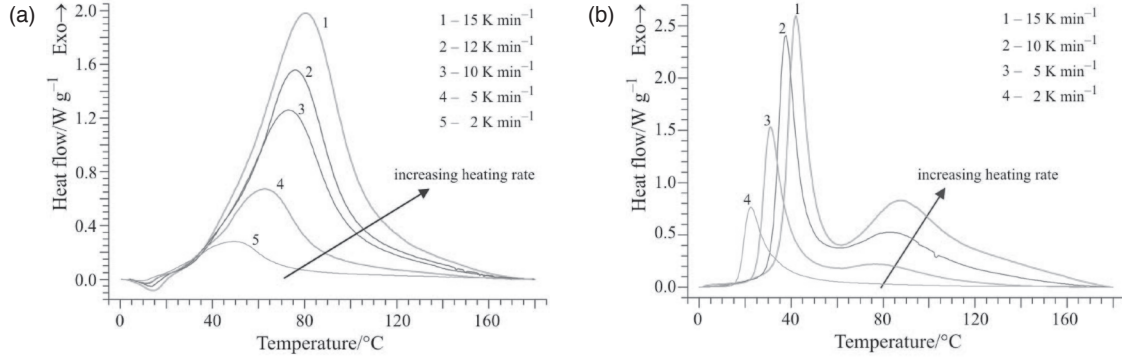 (a)
Heat flow/W g⁻¹ Exo→
2.0
1.6
1.2
0.8
0.4
0.0
0
40
80
120
160
Temperature/°C
1 – 15 K min⁻¹
2 – 12 K min⁻¹
3 – 10 K min⁻¹
4 – 5 K min⁻¹
5 – 2 K min⁻¹
1
2
3
4
5
increasing heating rate
(b)
Heat flow/W g⁻¹ Exo→
2.5
2.0
1.5
1.0
0.5
0.0
0
40
80
120
160
Temperature/°C
1 – 15 K min⁻¹
2 – 10 K min⁻¹
3 – 5 K min⁻¹
4 – 2 K min⁻¹
1
2
3
4
increasing heating rate